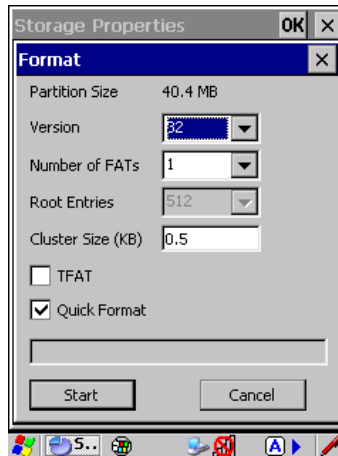 Storage Properties OK
Format
Partition Size 40.4 MB
Version 32
Number of FATs 1
Root Entries 512
Cluster Size (KB) 0.5
TFAT
Quick Format
Start Cancel
S.. A